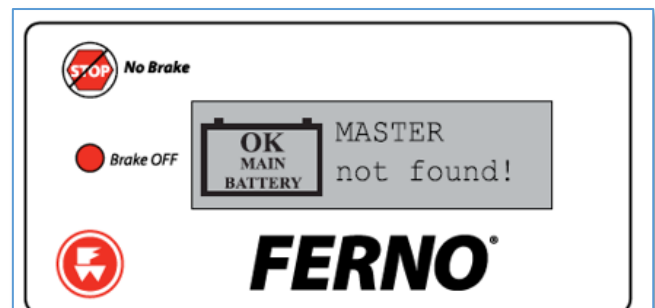 STOP
No Brake
Brake OFF
OK
MAIN
BATTERY
MASTER
not found!
FERNO®